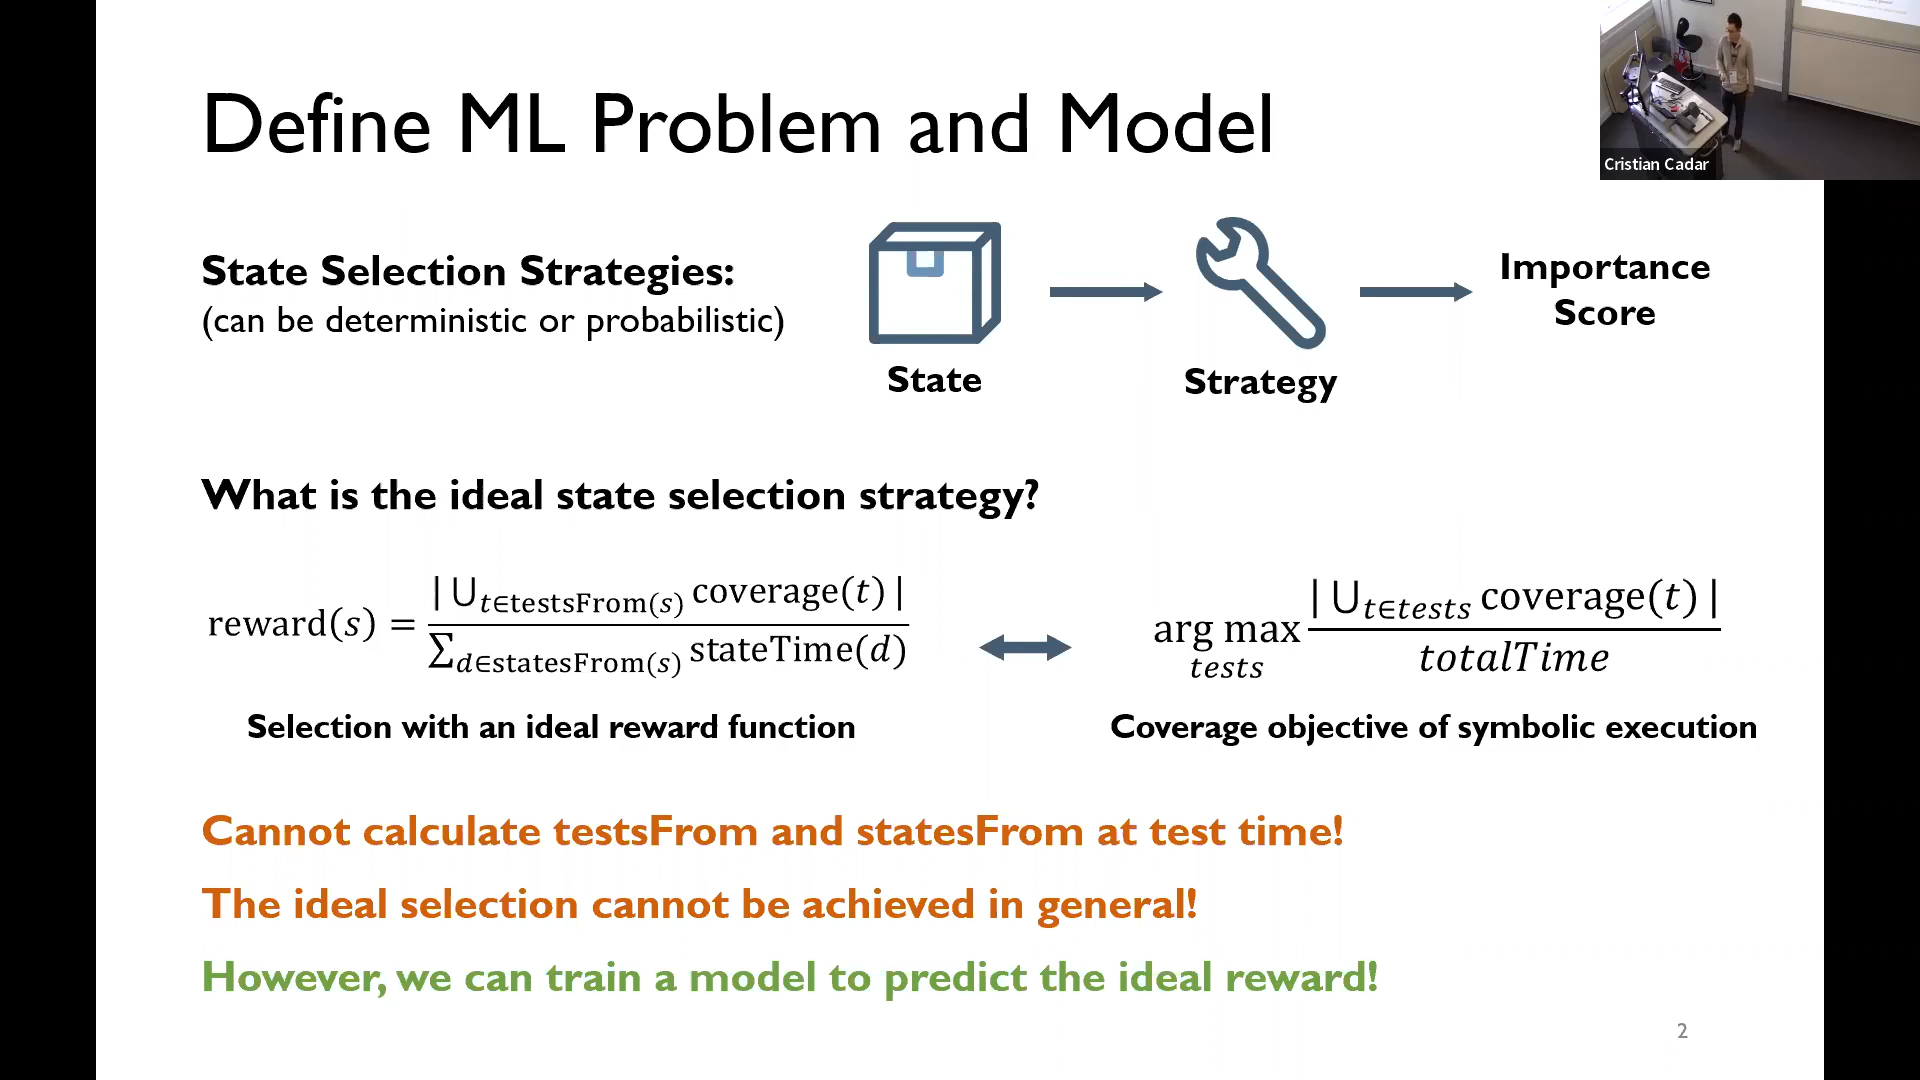 Define ML Problem and Model
Cristian Cadar
State Selection Strategies:
(can be deterministic or probabilistic)
State
Strategy
Importance
Score
What is the ideal state selection strategy?
reward(s) = |⋃_{t∈testsFrom(s)} coverage(t)| / ∑_{d∈statesFrom(s)} stateTime(d)
arg max_{tests} |⋃_{t∈tests} coverage(t)| / totalTime
Selection with an ideal reward function
Coverage objective of symbolic execution
Cannot calculate testsFrom and statesFrom at test time!
The ideal selection cannot be achieved in general!
However, we can train a model to predict the ideal reward!
2